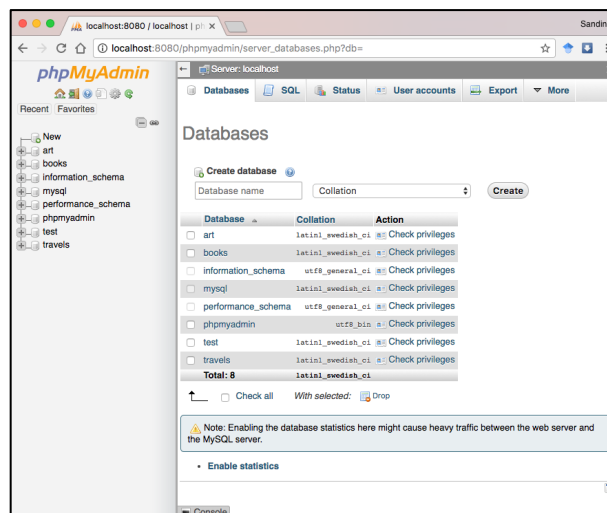 localhost:8080 / localhost | ph
Sandin
localhost:8080/phpmyadmin/server_databases.php?db=
phpMyAdmin
Recent Favorites
New
art
books
information_schema
mysql
performance_schema
phpmyadmin
test
travels
Server: localhost
Databases SQL Status User accounts Export More
Databases
Create database
Database name Collation Create
Database Collation Action
art latin1_swedish_ci Check privileges
books latin1_swedish_ci Check privileges
information_schema utf8_general_ci Check privileges
mysql latin1_swedish_ci Check privileges
performance_schema utf8_general_ci Check privileges
phpmyadmin utf8_bin Check privileges
test latin1_swedish_ci Check privileges
travels latin1_swedish_ci Check privileges
Total: 8 latin1_swedish_ci
Check all With selected: Drop
Note: Enabling the database statistics here might cause heavy traffic between the web server and
the MySQL server.
Enable statistics
Console